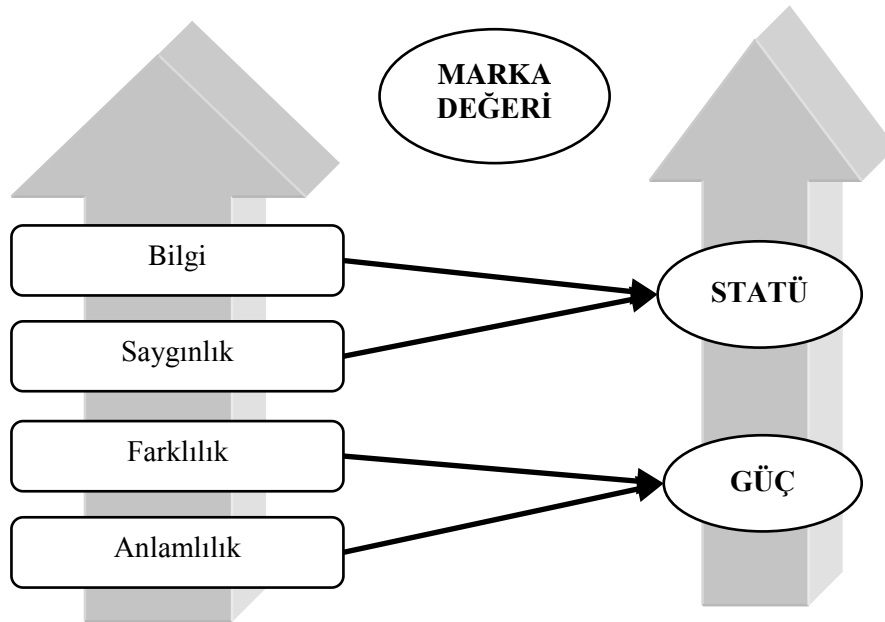 MARKA
DEĞERİ
Bilgi
STATÜ
Saygınlık
Farklılık
GÜÇ
Anlamlılık